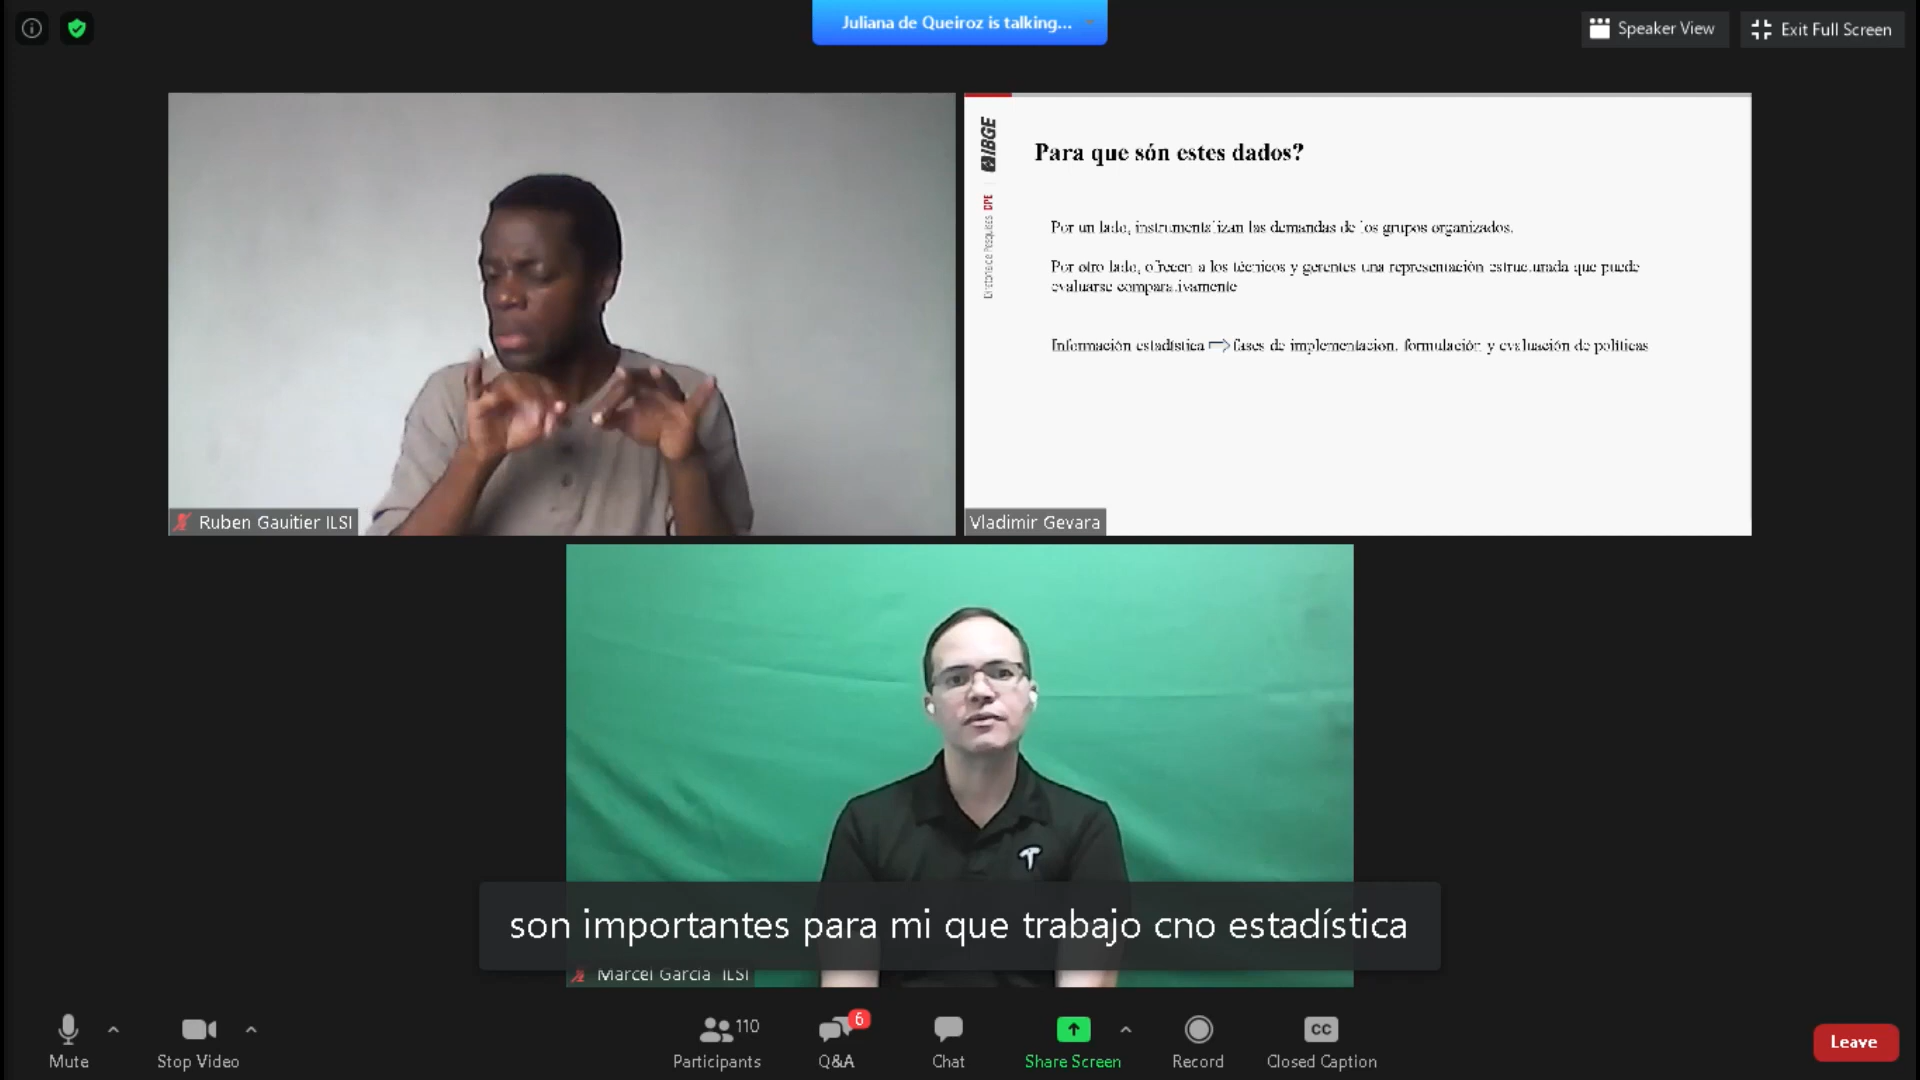 Juliana de Queiroz is talking...
Speaker View
Exit Full Screen
IBGE
DPE
Para que són estes dados?
Por un lado, instrumentalizan las demandas de los grupos organizados.
Por otro lado, ofrecen a los técnicos y gerentes una representación estructurada que puede
evaluarse comparativamente
Información estadística ⇨ fases de implementacion, formulación y evaluación de políticas
Ruben Gauitier ILSI
Vladimir Gevara
son importantes para mi que trabajo cno estadística
Marcel Garcia ILSI
Mute
Stop Video
110
Participants
6
Q&A
Chat
Share Screen
Record
CC
Closed Caption
Leave